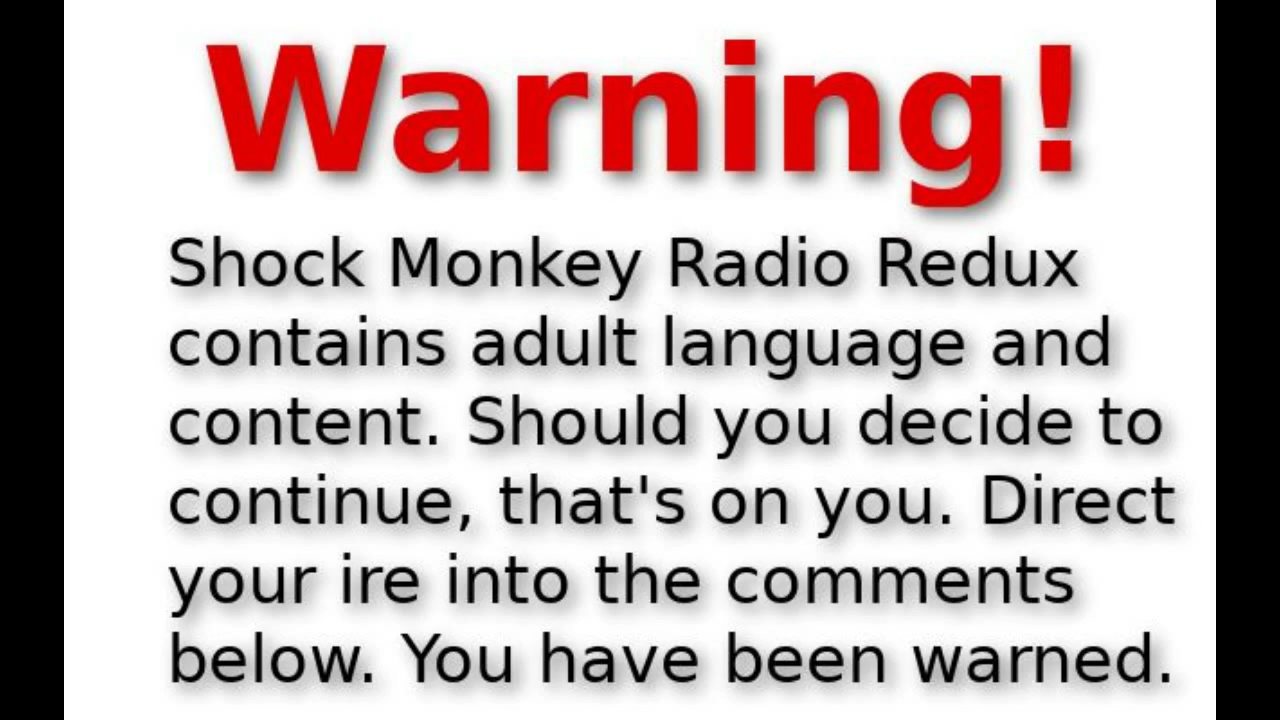 Warning!
Shock Monkey Radio Redux
contains adult language and
content. Should you decide to
continue, that's on you. Direct
your ire into the comments
below. You have been warned.